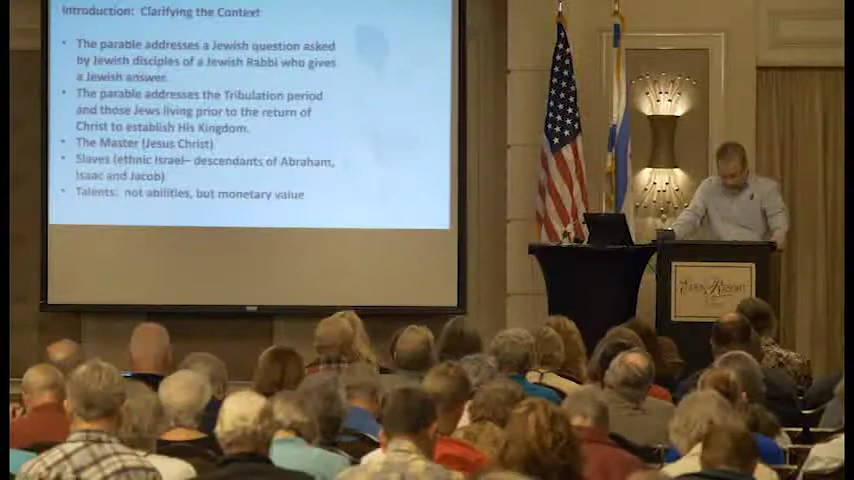 Introduction: Clarifying the Context
• The parable addresses a Jewish question asked
by Jewish disciples of a Jewish Rabbi who gives
a Jewish answer.
• The parable addresses the Tribulation period
and those Jews living prior to the return of
Christ to establish His Kingdom.
• The Master (Jesus Christ)
• Slaves (ethnic Israel– descendants of Abraham,
Isaac and Jacob)
• Talents: not abilities, but monetary value
Eden Resort